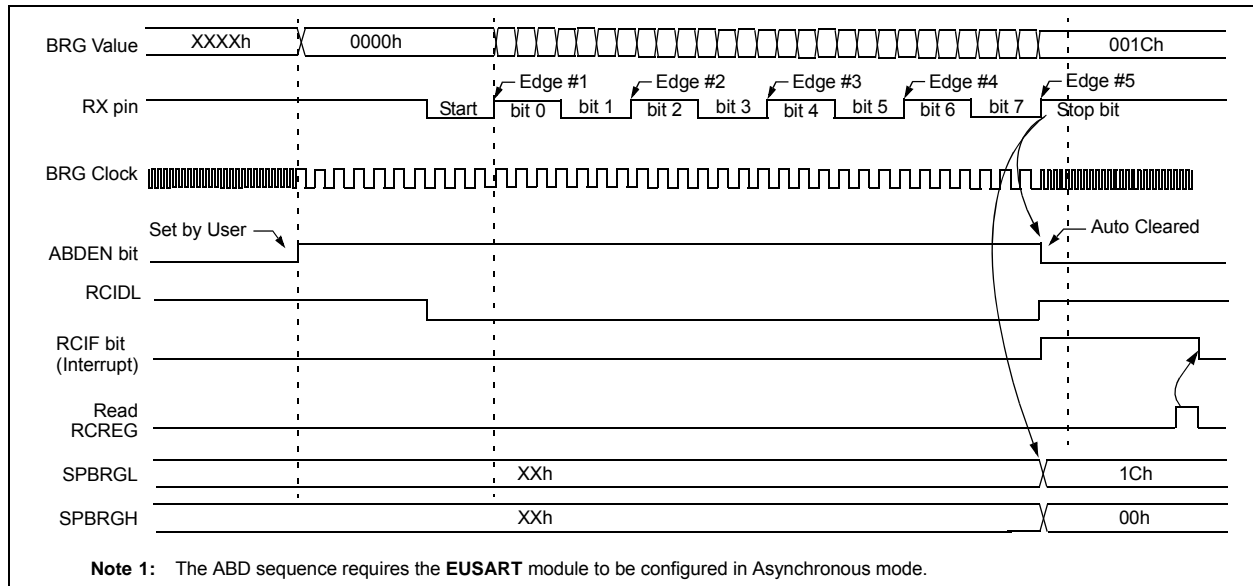 BRG Value XXXXh 0000h 001Ch
Edge #1 Edge #2 Edge #3 Edge #4 Edge #5
RX pin Start bit 0 bit 1 bit 2 bit 3 bit 4 bit 5 bit 6 bit 7 Stop bit
BRG Clock
Set by User Auto Cleared
ABDEN bit
RCIDL
RCIF bit
(Interrupt)
Read
RCREG
SPBRGL XXh 1Ch
SPBRGH XXh 00h
Note 1: The ABD sequence requires the EUSART module to be configured in Asynchronous mode.